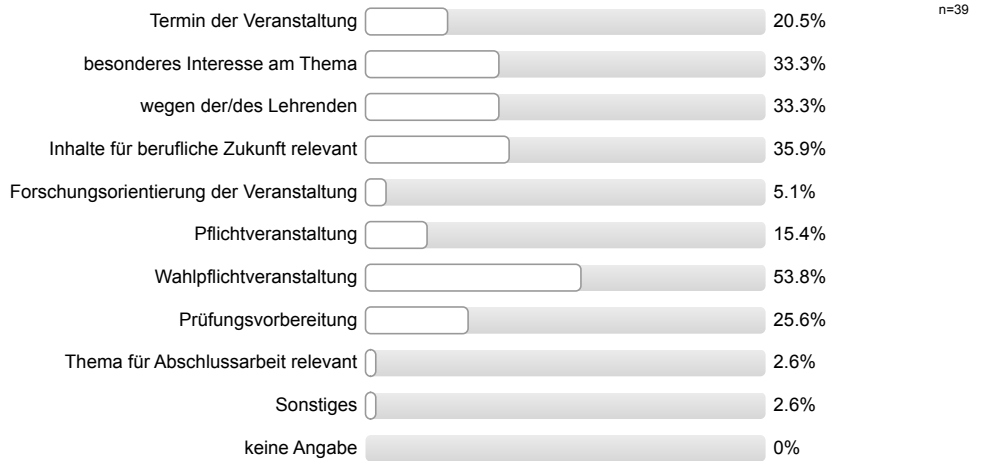 n=39
Termin der Veranstaltung 20.5%
besonderes Interesse am Thema 33.3%
wegen der/des Lehrenden 33.3%
Inhalte für berufliche Zukunft relevant 35.9%
Forschungsorientierung der Veranstaltung 5.1%
Pflichtveranstaltung 15.4%
Wahlpflichtveranstaltung 53.8%
Prüfungsvorbereitung 25.6%
Thema für Abschlussarbeit relevant 2.6%
Sonstiges 2.6%
keine Angabe 0%